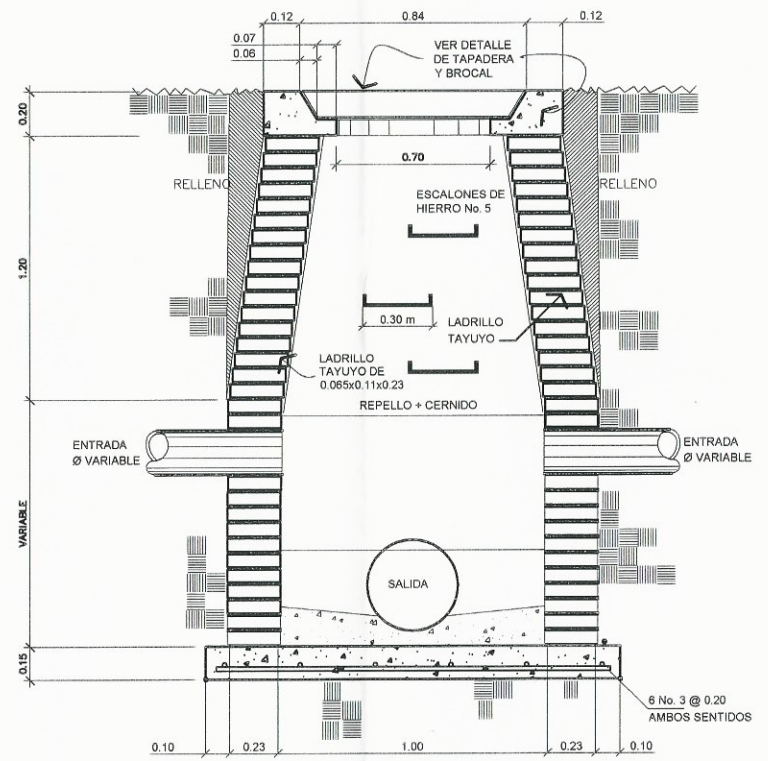 0.12
0.84
0.12
0.07
0.06
VER DETALLE
DE TAPADERA
Y BROCAL
0.20
0.70
RELLENO
RELLENO
ESCALONES DE
HIERRO No. 5
1.20
0.30 m
LADRILLO
TAYUYO
LADRILLO
TAYUYO DE
0.065x0.11x0.23
REPELLO + CERNIDO
ENTRADA
Ø VARIABLE
ENTRADA
Ø VARIABLE
VARIABLE
SALIDA
0.15
6 No. 3 @ 0.20
AMBOS SENTIDOS
0.10
0.23
1.00
0.23
0.10